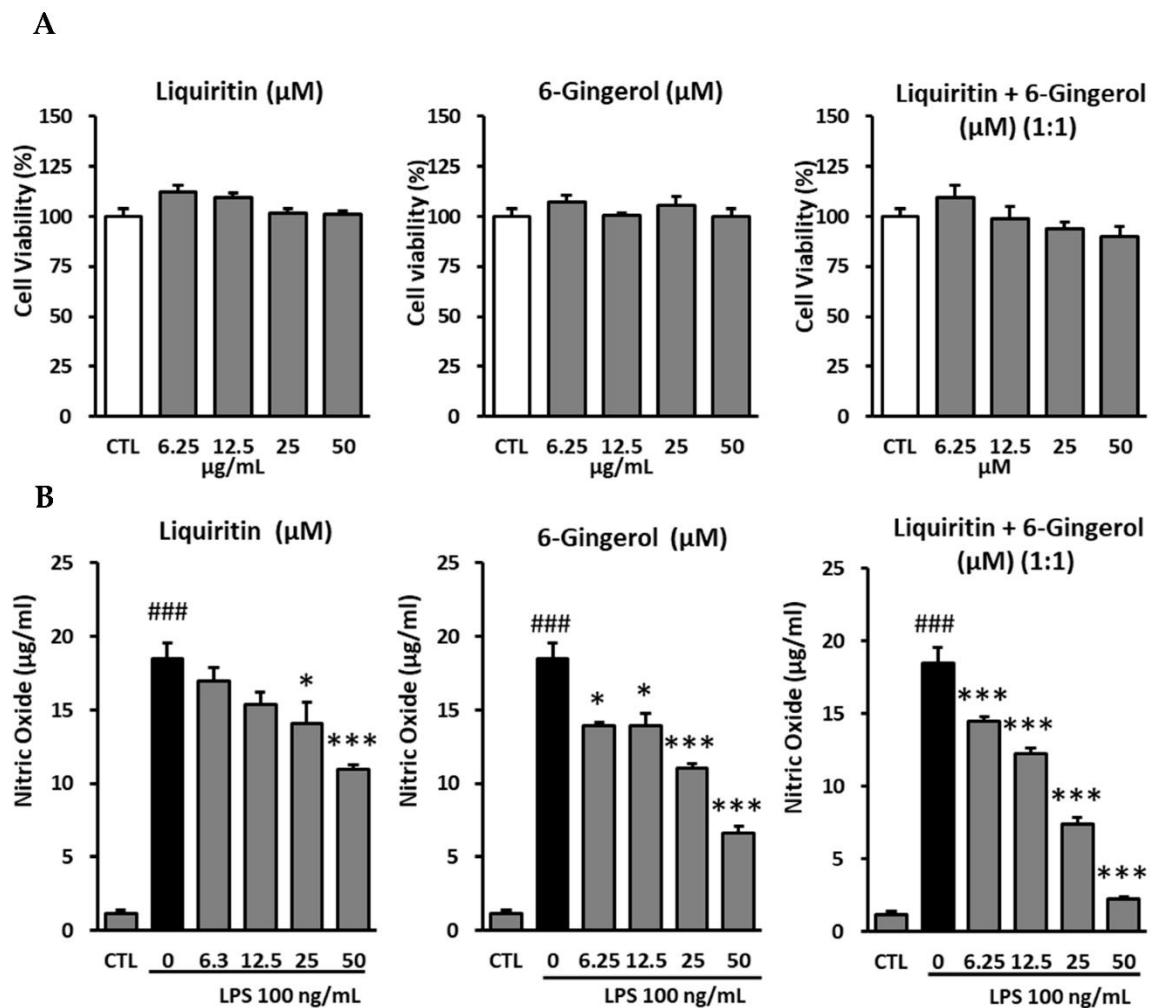 A
Liquiritin (µM)
150
125
100
75
50
25
0
Cell Viability (%)
CTL 6.25 12.5 25 50
µg/mL
6-Gingerol (µM)
150
125
100
75
50
25
0
Cell viability (%)
CTL 6.25 12.5 25 50
µg/mL
Liquiritin + 6-Gingerol
(µM) (1:1)
150
125
100
75
50
25
0
Cell Viability (%)
CTL 6.25 12.5 25 50
µM
B
Liquiritin (µM)
25
20
15
10
5
0
Nitric Oxide (µg/ml)
###
*
***
CTL 0 6.3 12.5 25 50
LPS 100 ng/mL
6-Gingerol (µM)
25
20
15
10
5
0
Nitric Oxide (µg/ml)
###
* *
***
***
CTL 0 6.25 12.5 25 50
LPS 100 ng/mL
Liquiritin + 6-Gingerol
(µM) (1:1)
25
20
15
10
5
0
Nitric Oxide (µg/ml)
###
***
***
***
***
CTL 0 6.25 12.5 25 50
LPS 100 ng/mL